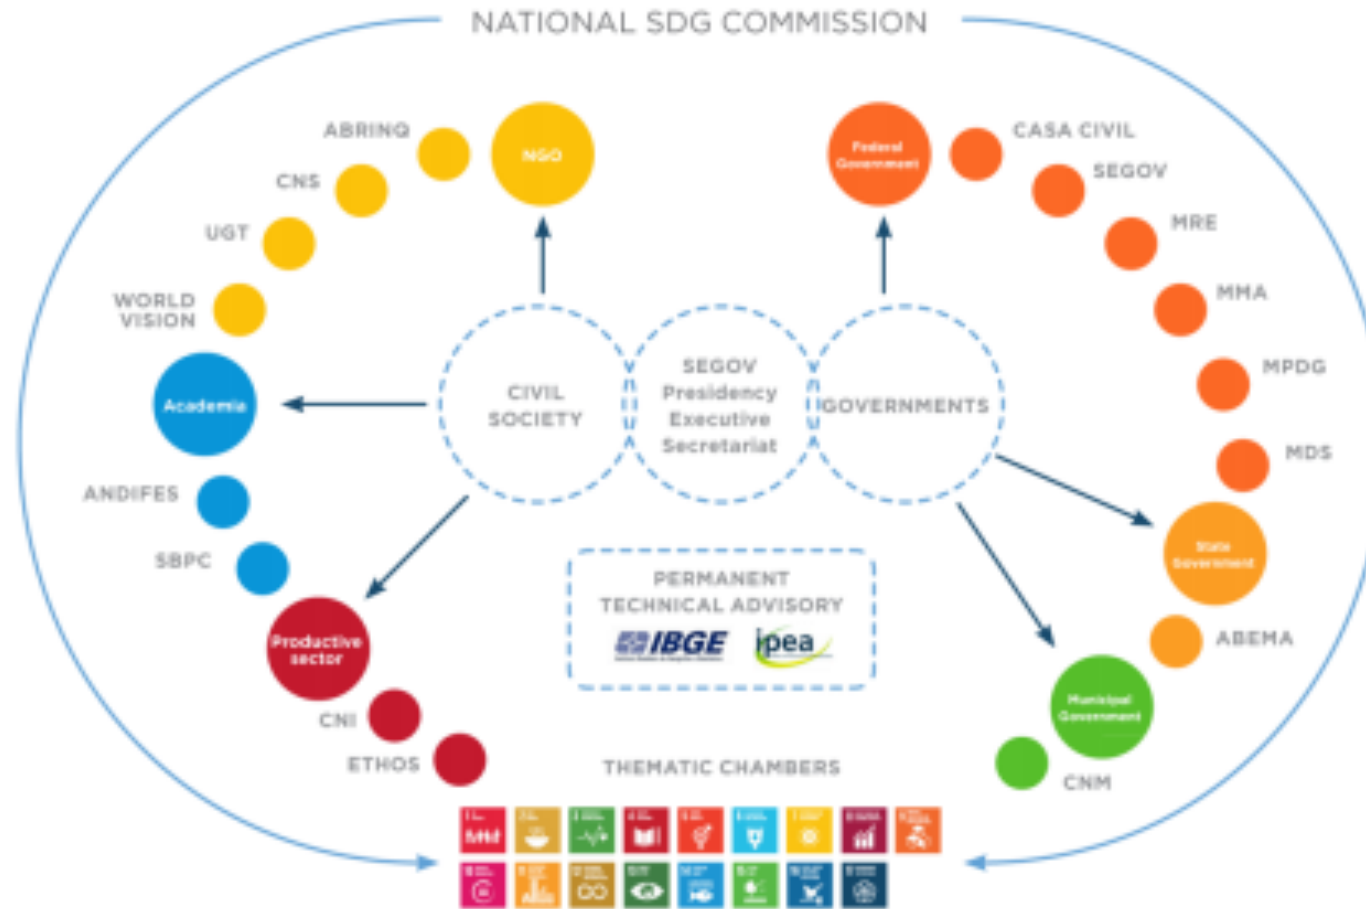 NATIONAL SDG COMMISSION
ABRINQ
NGO
CNS
UGT
WORLD
VISION
Academia
ANDIFES
SBPC
Productive
sector
CNI
ETHOS
CIVIL
SOCIETY
SEGOV
Presidency
Executive
Secretariat
GOVERNMENTS
Federal
Government
CASA CIVIL
SEGOV
MRE
MMA
MPDG
MDS
State
Government
ABEMA
Municipal
Government
CNM
PERMANENT
TECHNICAL ADVISORY
IBGE
ipea
THEMATIC CHAMBERS